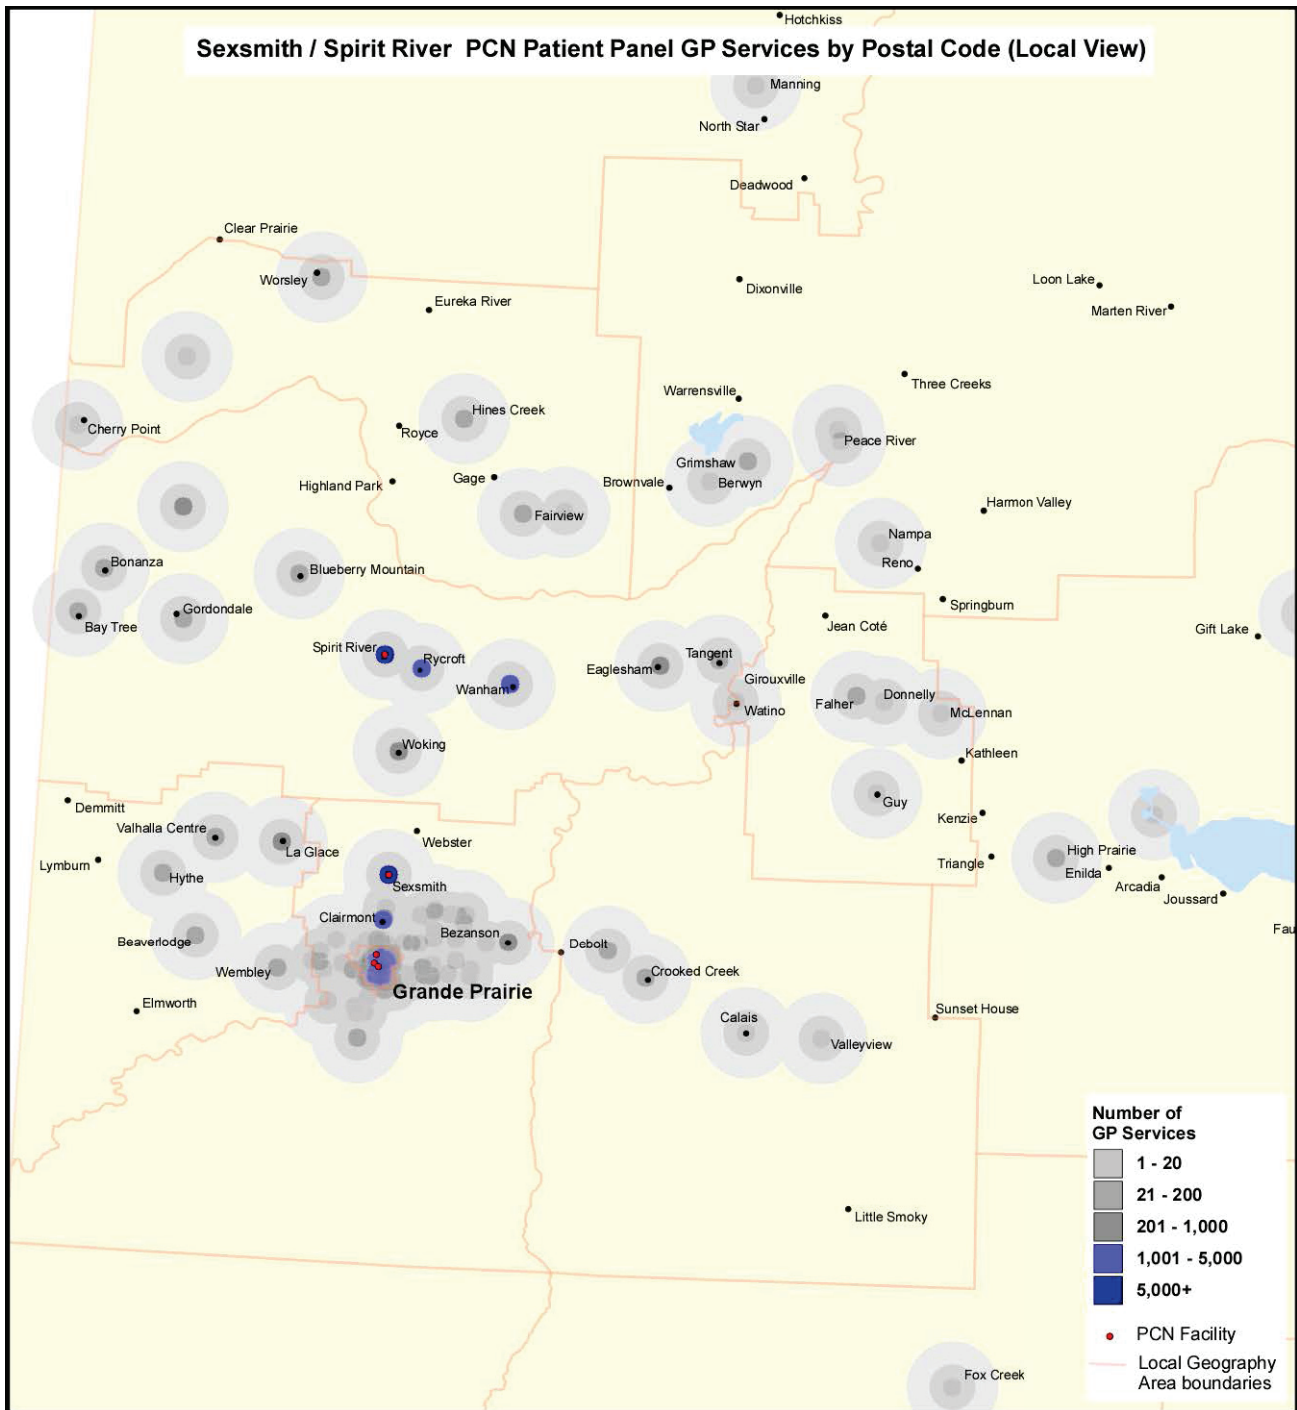 Hotchkiss
Sexsmith / Spirit River PCN Patient Panel GP Services by Postal Code (Local View)
Manning
North Star
Deadwood
Clear Prairie
Worsley
Eureka River
Dixonville
Loon Lake
Marten River
Three Creeks
Warrensville
Hines Creek
Cherry Point
Royce
Peace River
Grimshaw
Berwyn
Brownvale
Gage
Highland Park
Fairview
Harmon Valley
Nampa
Reno
Bonanza
Blueberry Mountain
Springburn
Gordondale
Bay Tree
Jean Coté
Gift Lake
Spirit River
Rycroft
Wanham
Eaglesham
Tangent
Girouxville
Watino
Falher
Donnelly
McLennan
Woking
Kathleen
Guy
Kenzie
Demmitt
Valhalla Centre
La Glace
Webster
Lymburn
Hythe
Triangle
High Prairie
Enilda
Arcadia
Joussard
Sexsmith
Clairmont
Bezanson
Fau
Beaverlodge
Debolt
Wembley
Crooked Creek
Grande Prairie
Elmworth
Sunset House
Calais
Valleyview
Number of
GP Services
1 - 20
21 - 200
201 - 1,000
1,001 - 5,000
5,000+
PCN Facility
Local Geography
Area boundaries
Little Smoky
Fox Creek